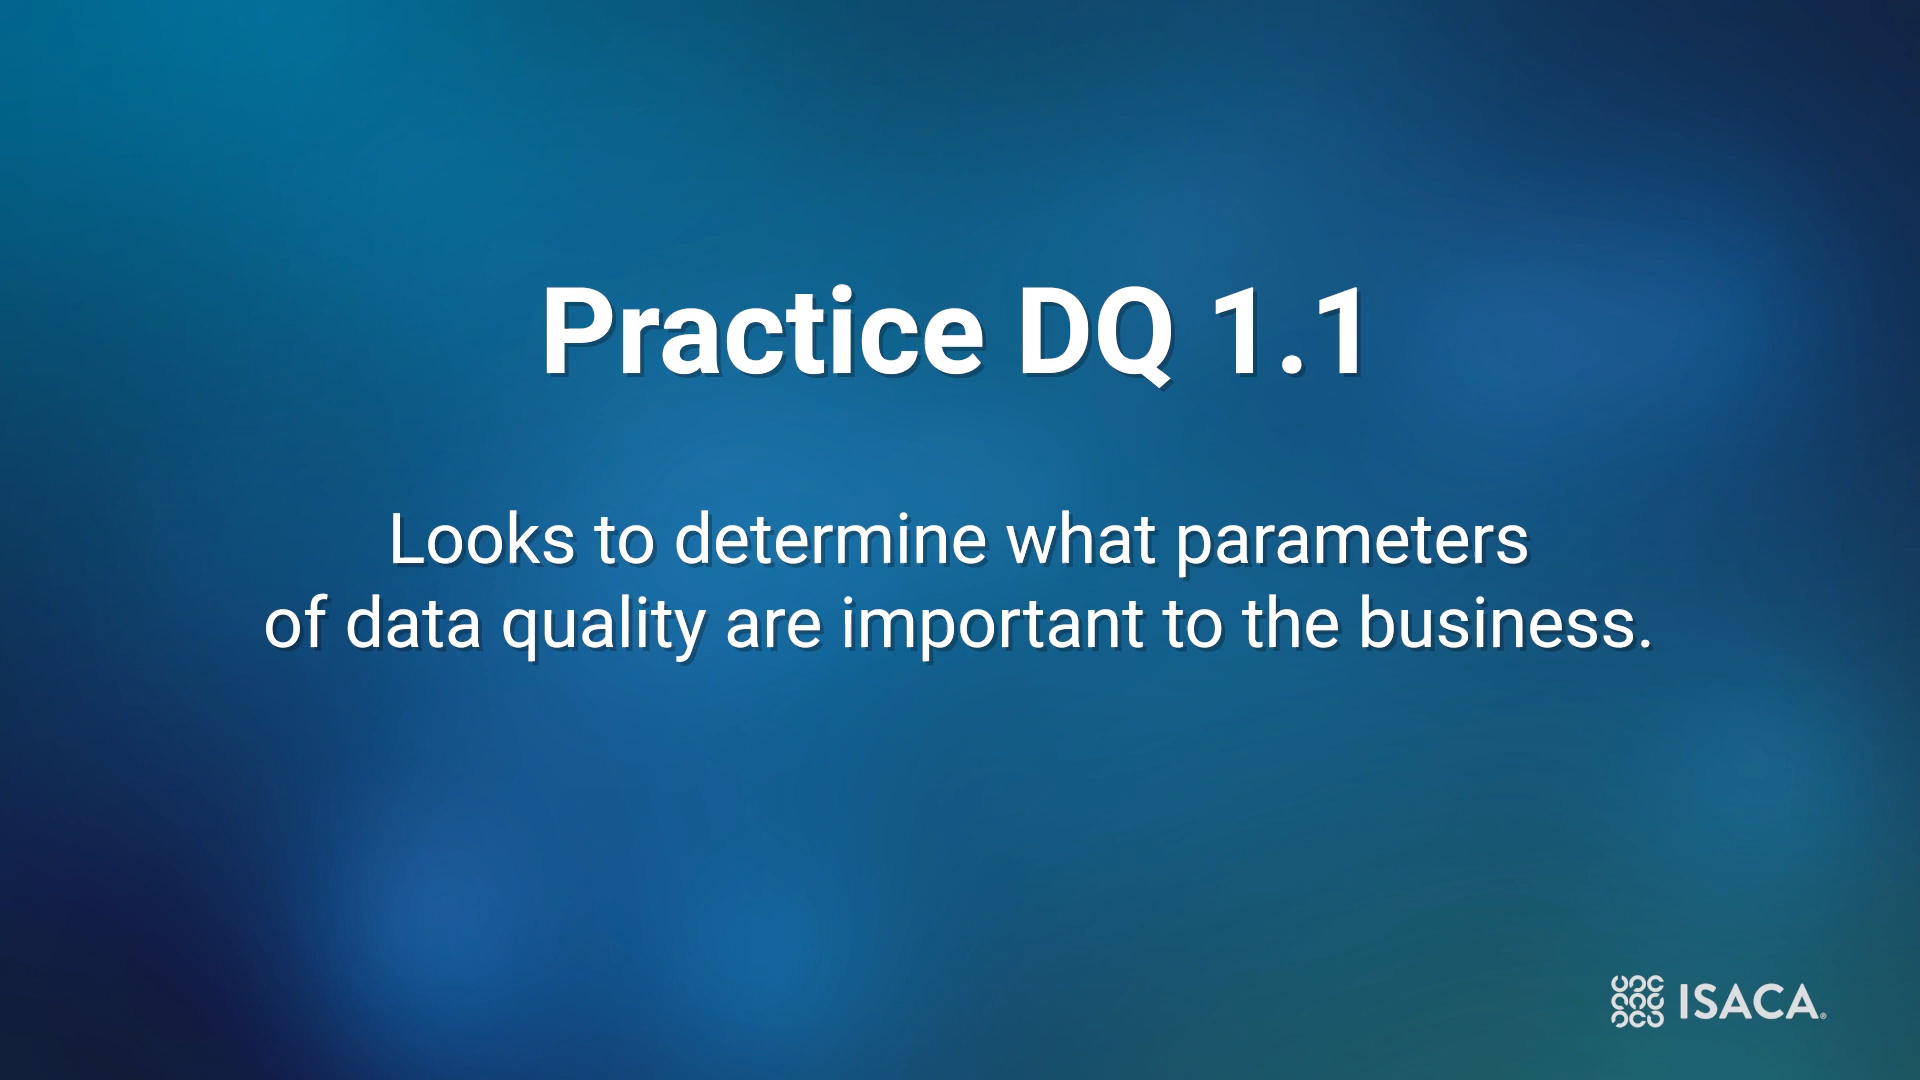 Practice DQ 1.1
Looks to determine what parameters
of data quality are important to the business.
ISACA®